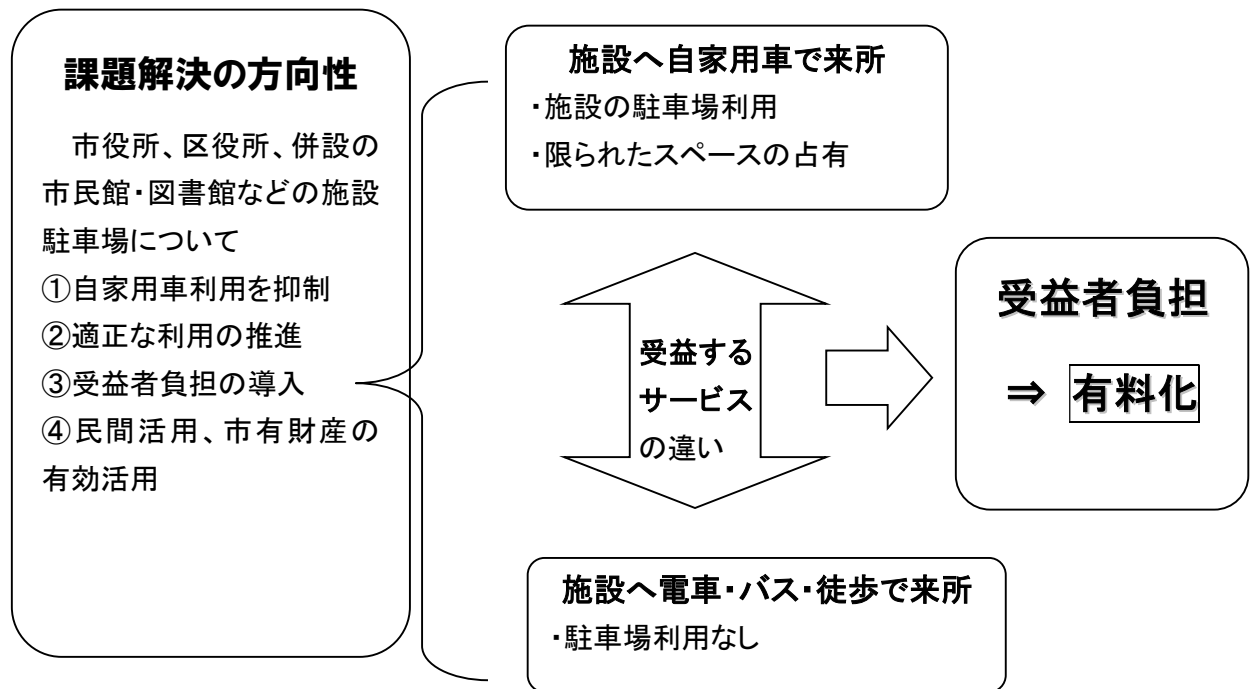 課題解決の方向性
市役所、区役所、併設の
市民館・図書館などの施設
駐車場について
①自家用車利用を抑制
②適正な利用の推進
③受益者負担の導入
④民間活用、市有財産の
有効活用
施設へ自家用車で来所
・施設の駐車場利用
・限られたスペースの占有
受益する
サービス
の違い
施設へ電車・バス・徒歩で来所
・駐車場利用なし
受益者負担
⇒ 有料化